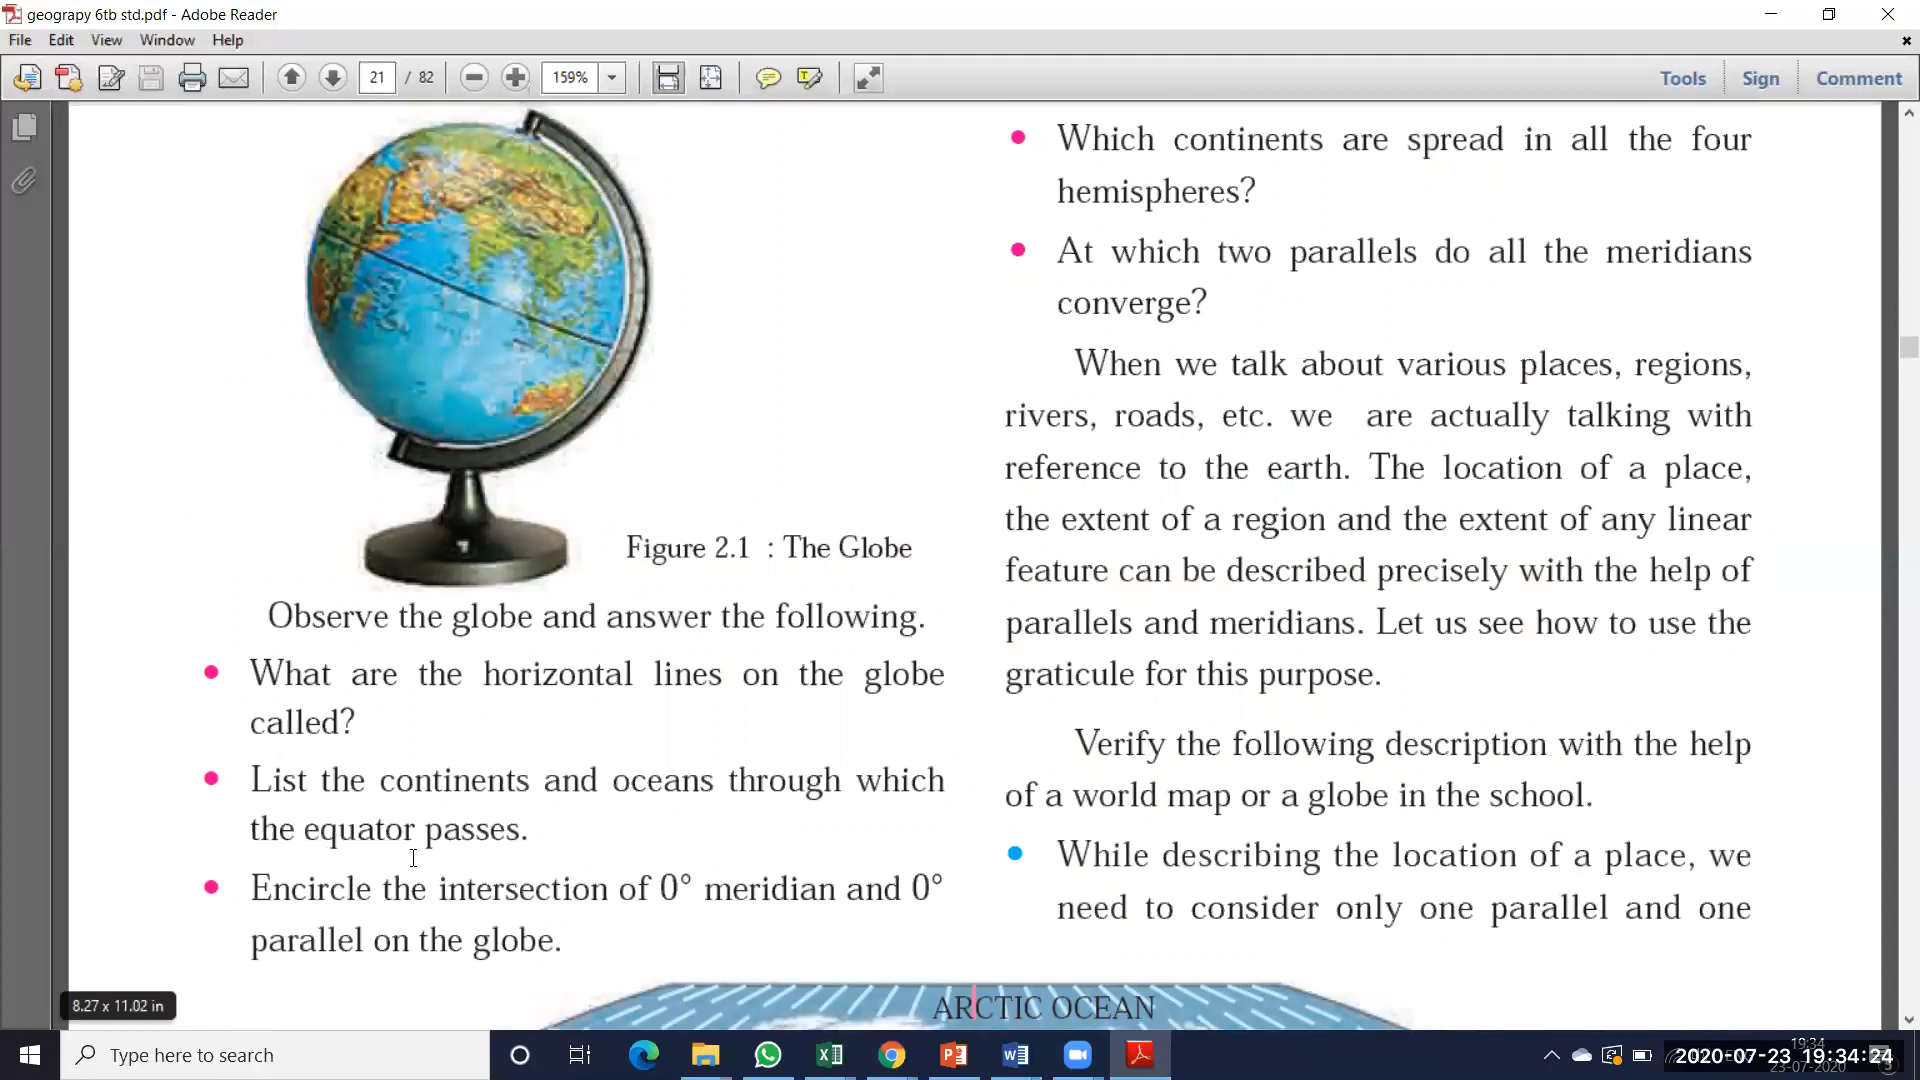 geograpy 6tb std.pdf - Adobe Reader
File Edit View Window Help
21 / 82
159%
Tools Sign Comment
Figure 2.1 : The Globe
Observe the globe and answer the following.
• What are the horizontal lines on the globe
called?
• List the continents and oceans through which
the equator passes.
• Encircle the intersection of 0° meridian and 0°
parallel on the globe.
• Which continents are spread in all the four
hemispheres?
• At which two parallels do all the meridians
converge?
When we talk about various places, regions,
rivers, roads, etc. we are actually talking with
reference to the earth. The location of a place,
the extent of a region and the extent of any linear
feature can be described precisely with the help of
parallels and meridians. Let us see how to use the
graticule for this purpose.
Verify the following description with the help
of a world map or a globe in the school.
• While describing the location of a place, we
need to consider only one parallel and one
ARCTIC OCEAN
8.27 x 11.02 in
Type here to search
19:34
2020-07-23 19:34:24
23-07-2020